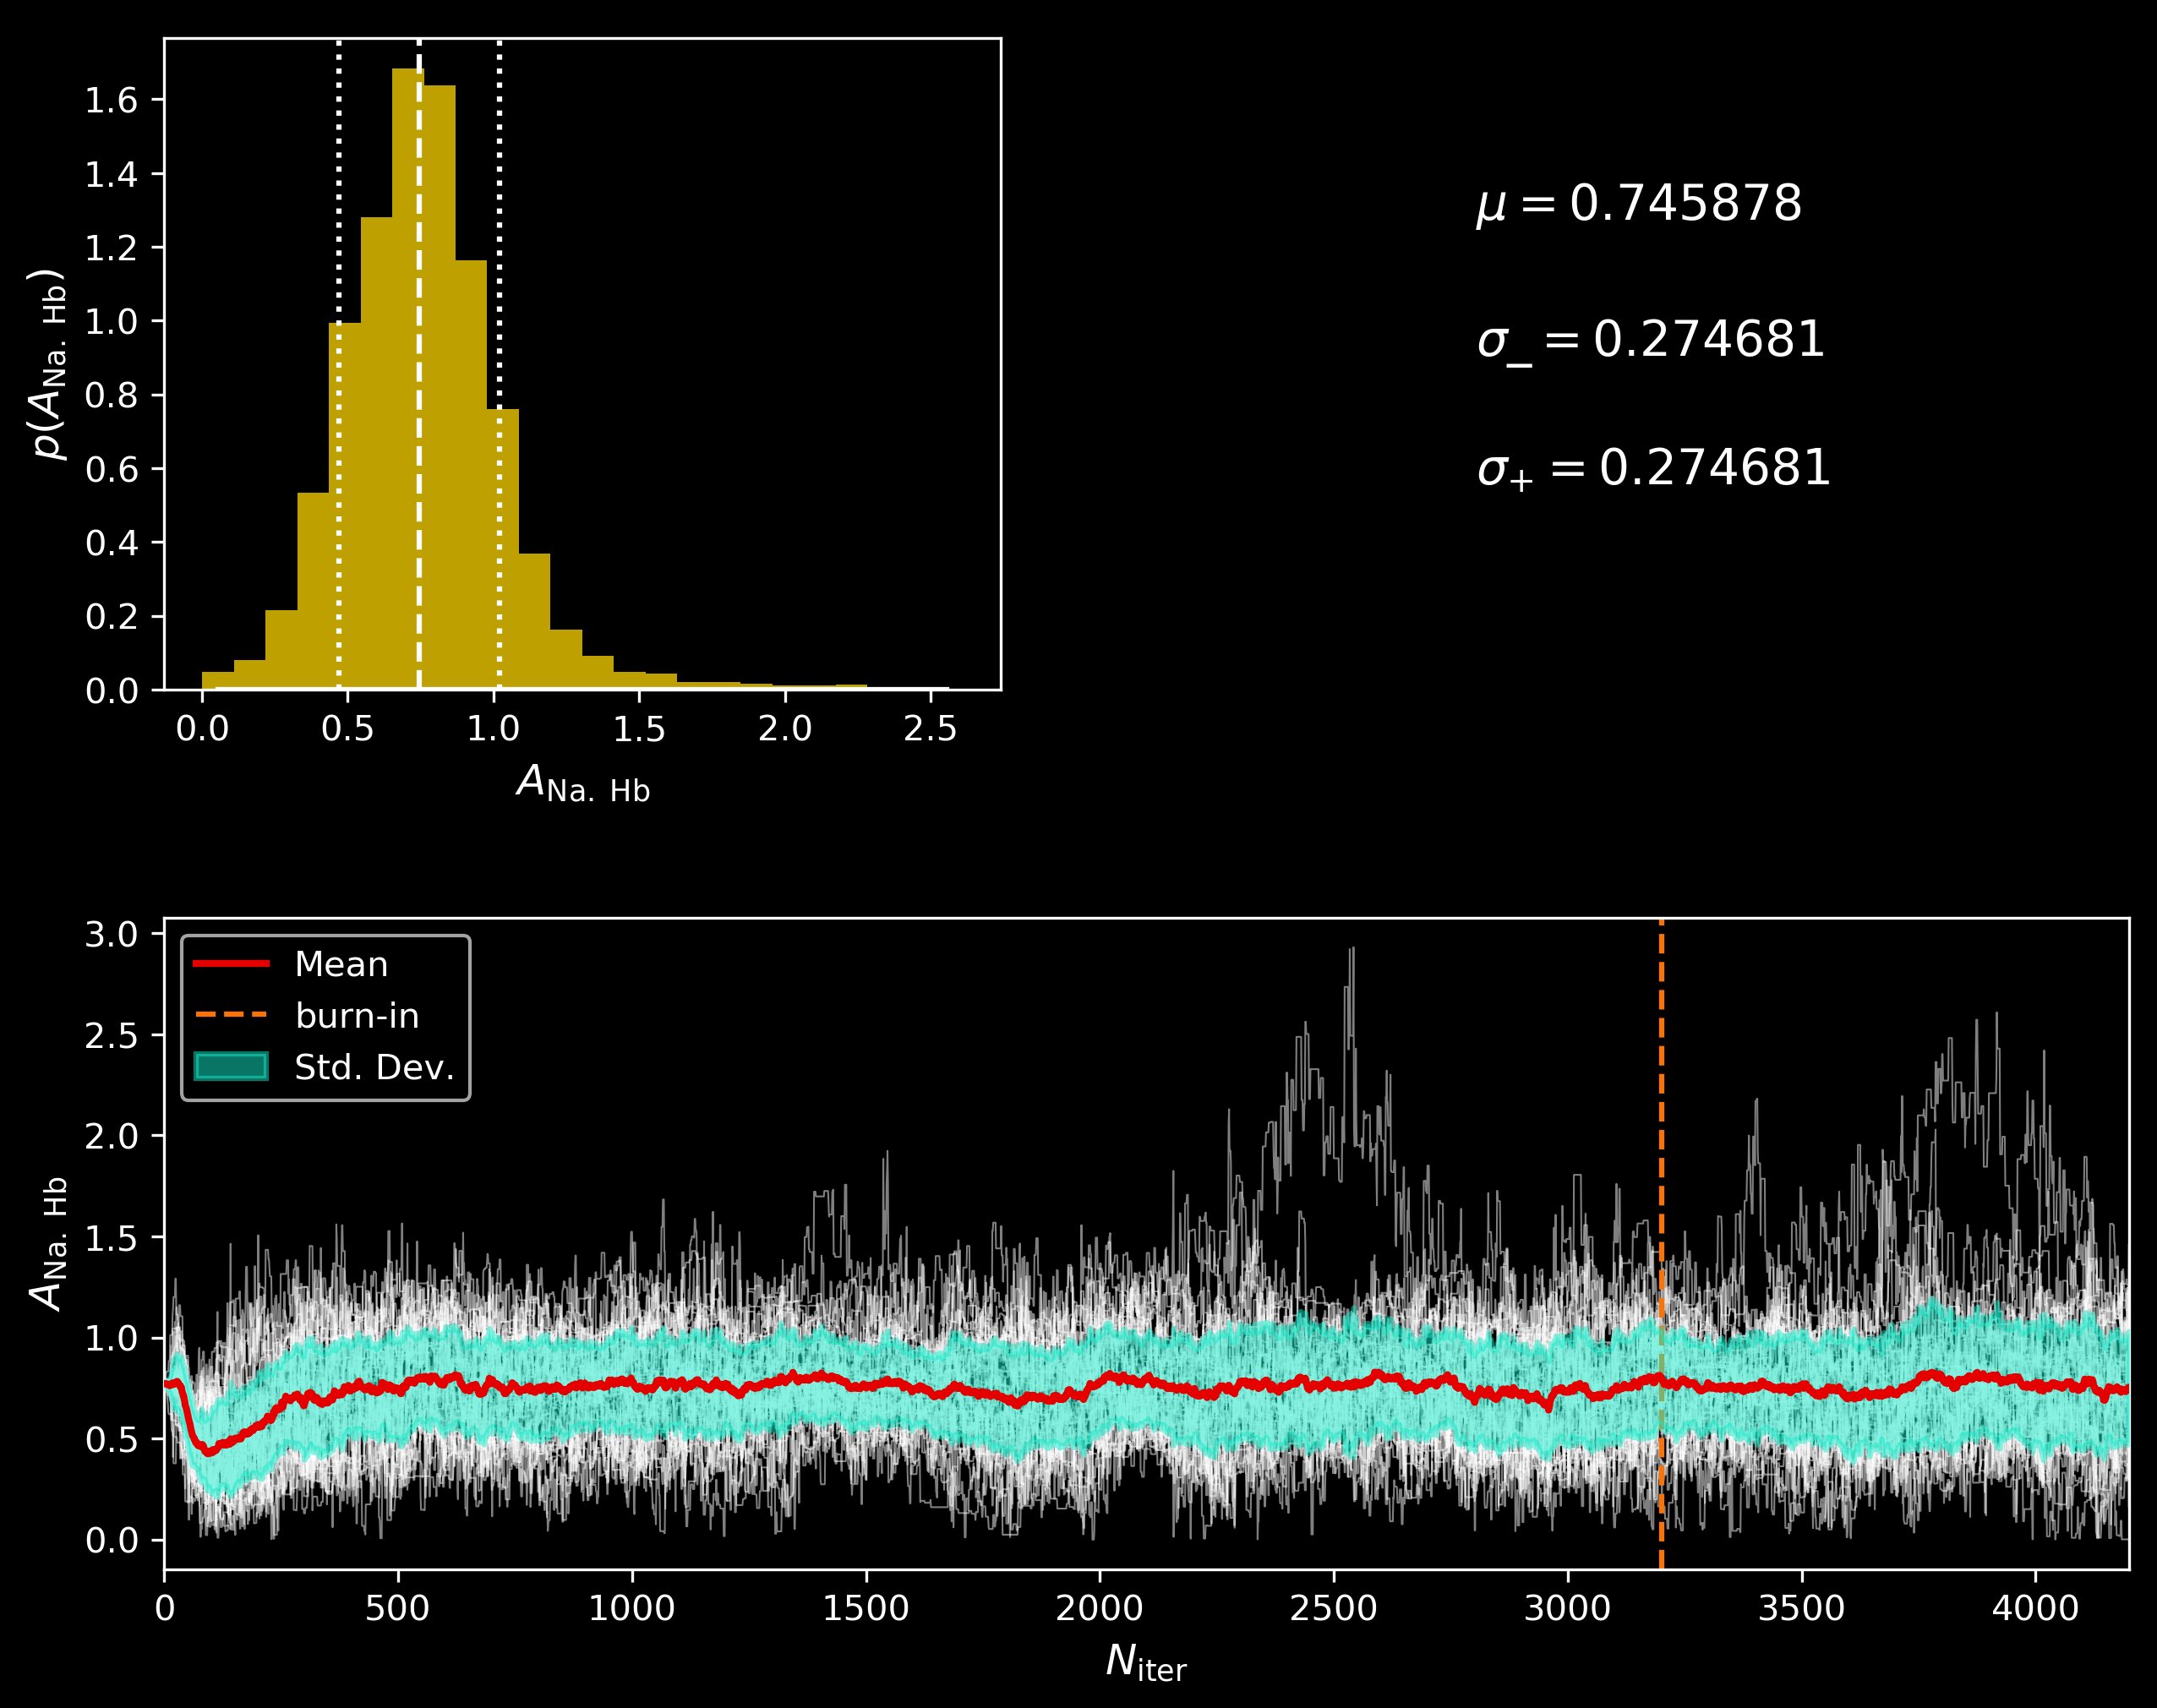 1.6
1.4
1.2
1.0
0.8
0.6
0.4
0.2
0.0
p(A_Na. Hb)
0.0 0.5 1.0 1.5 2.0 2.5
A_Na. Hb
μ = 0.745878
σ_− = 0.274681
σ_+ = 0.274681
3.0
2.5
2.0
1.5
1.0
0.5
0.0
A_Na. Hb
Mean
burn-in
Std. Dev.
0 500 1000 1500 2000 2500 3000 3500 4000
N_iter